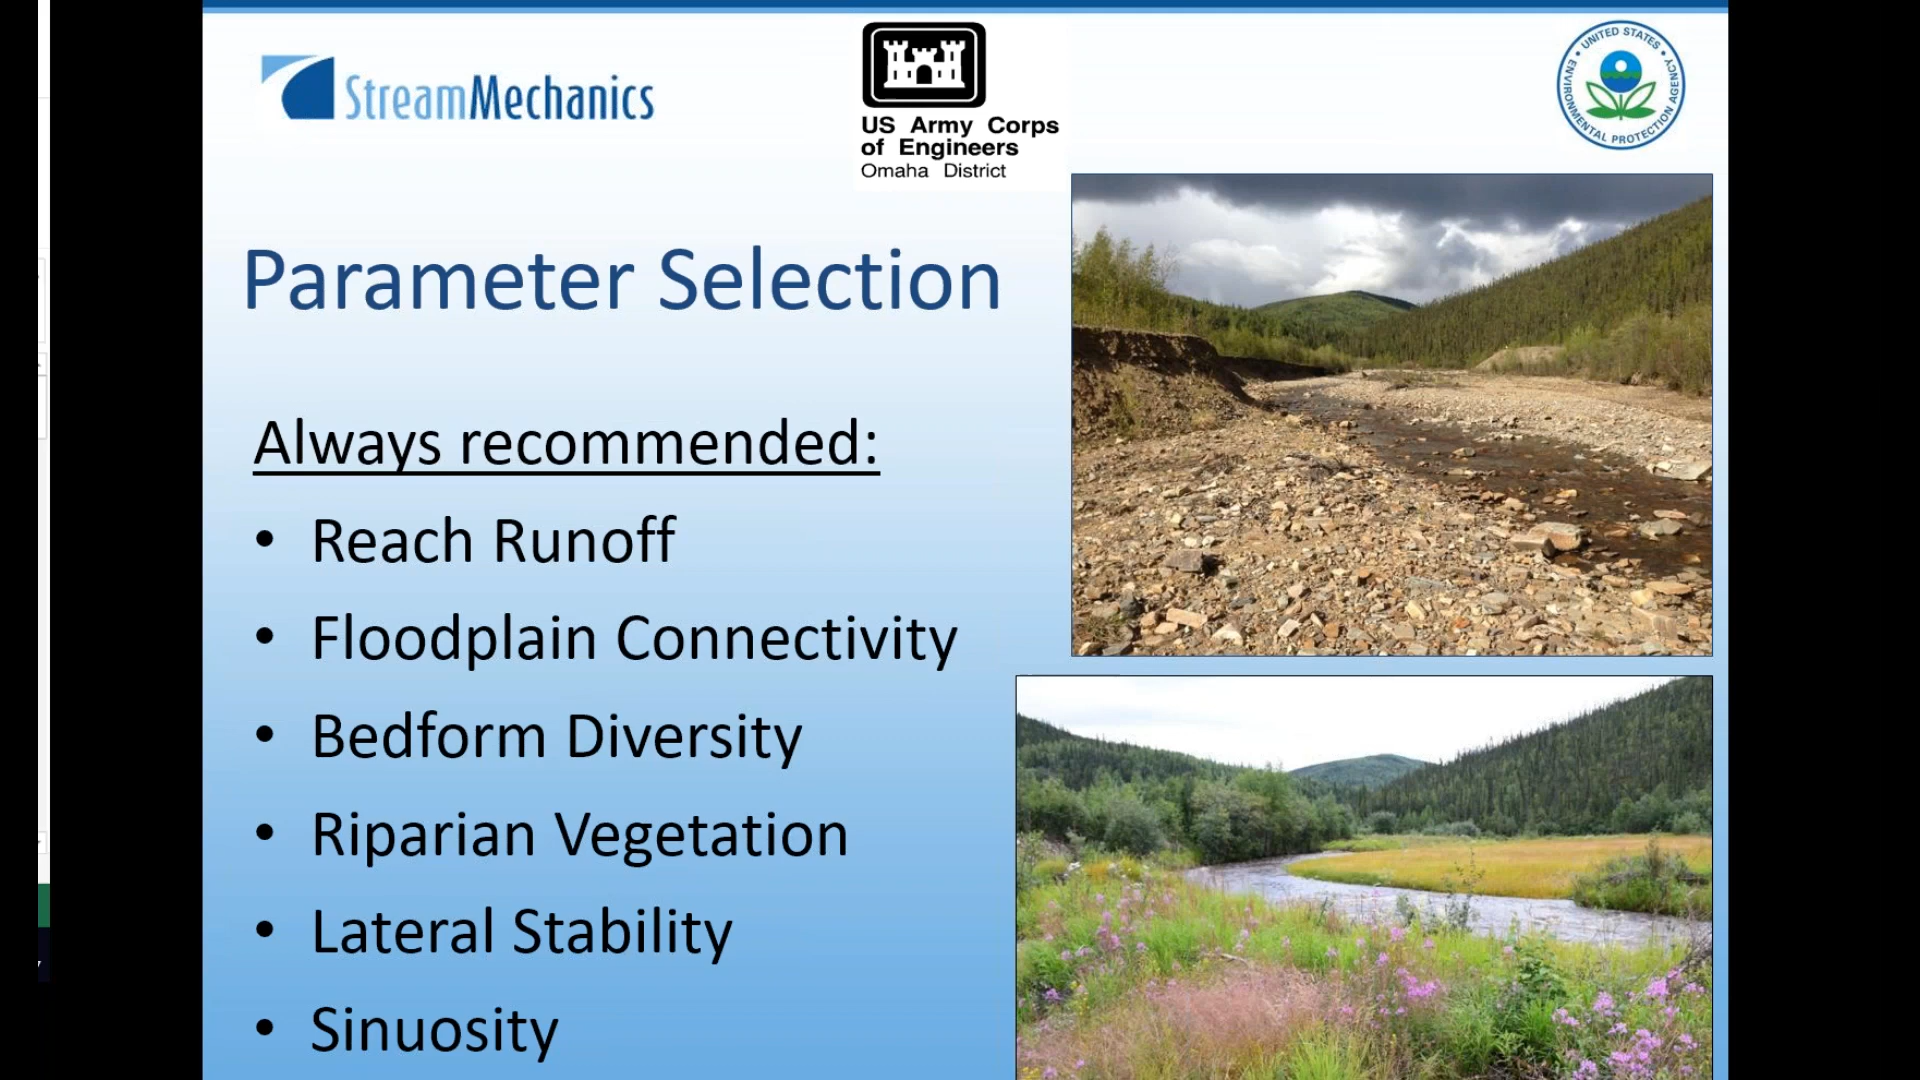 StreamMechanics
US Army Corps
of Engineers
Omaha District
UNITED STATES
ENVIRONMENTAL PROTECTION AGENCY
Parameter Selection
Always recommended:
• Reach Runoff
• Floodplain Connectivity
• Bedform Diversity
• Riparian Vegetation
• Lateral Stability
• Sinuosity